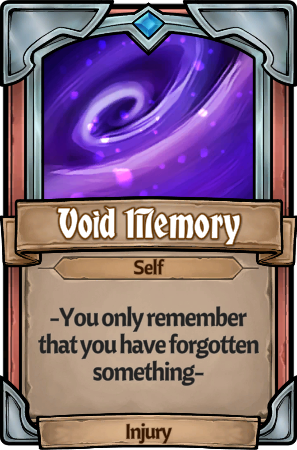 Void Memory
Self
-You only remember
that you have forgotten
something-
Injury